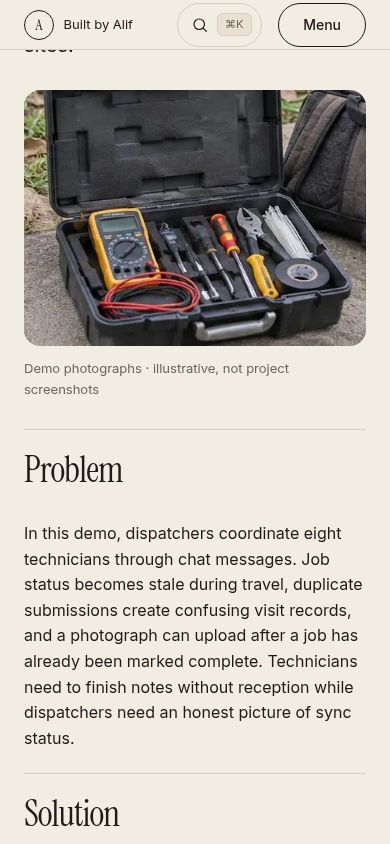 A Built by Alif ⌘K Menu
sites.
Demo photographs · illustrative, not project
screenshots
Problem
In this demo, dispatchers coordinate eight
technicians through chat messages. Job
status becomes stale during travel, duplicate
submissions create confusing visit records,
and a photograph can upload after a job has
already been marked complete. Technicians
need to finish notes without reception while
dispatchers need an honest picture of sync
status.
Solution